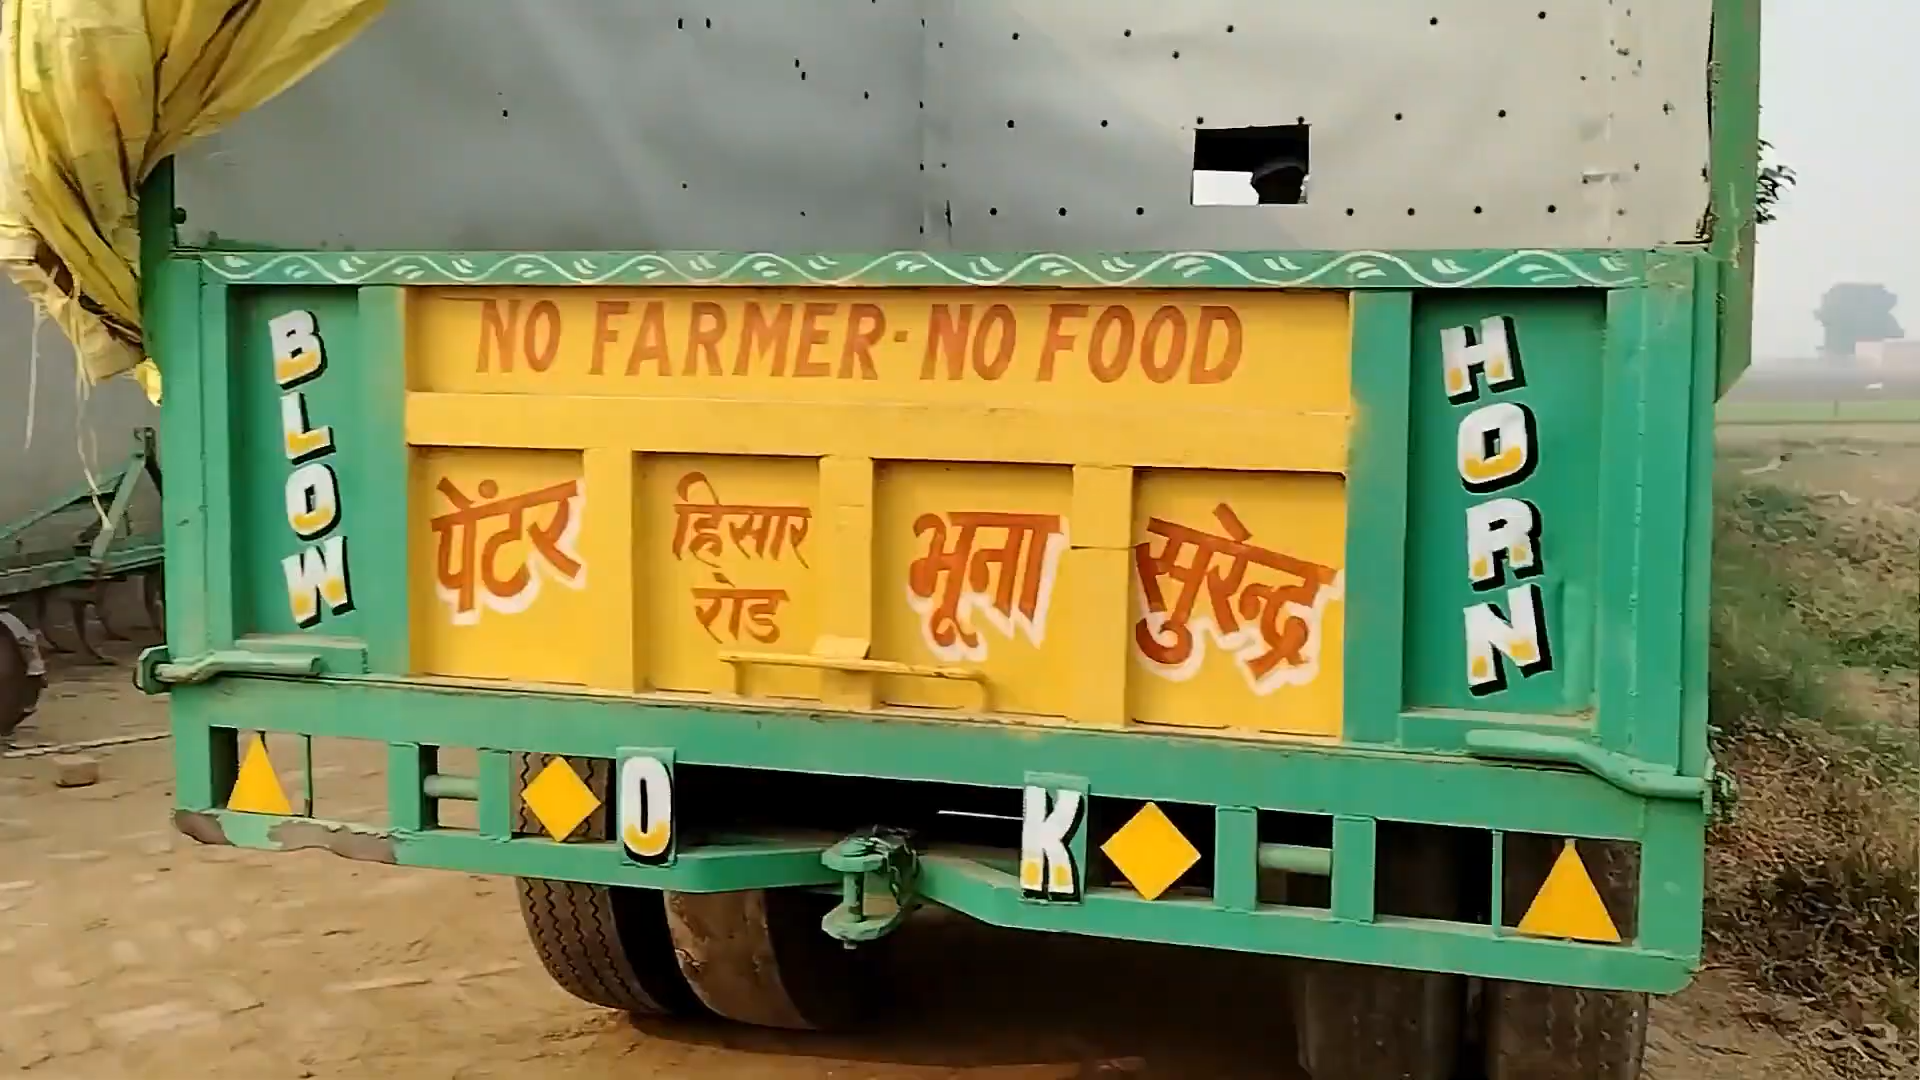 NO FARMER-NO FOOD
BLOW
पेंटर
हिसार
रोड
भूना
सुरेन्द्र
HORN
O K